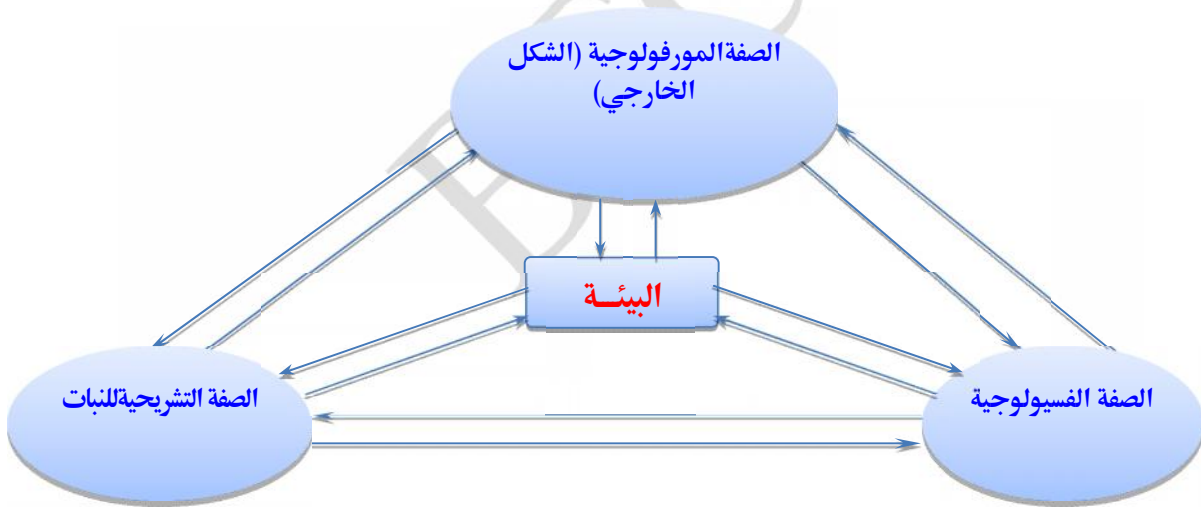 الصفةالمورفولوجية (الشكل
الخارجي)
البيئــة
الصفة الفسيولوجية
الصفة التشريحيةللنبات